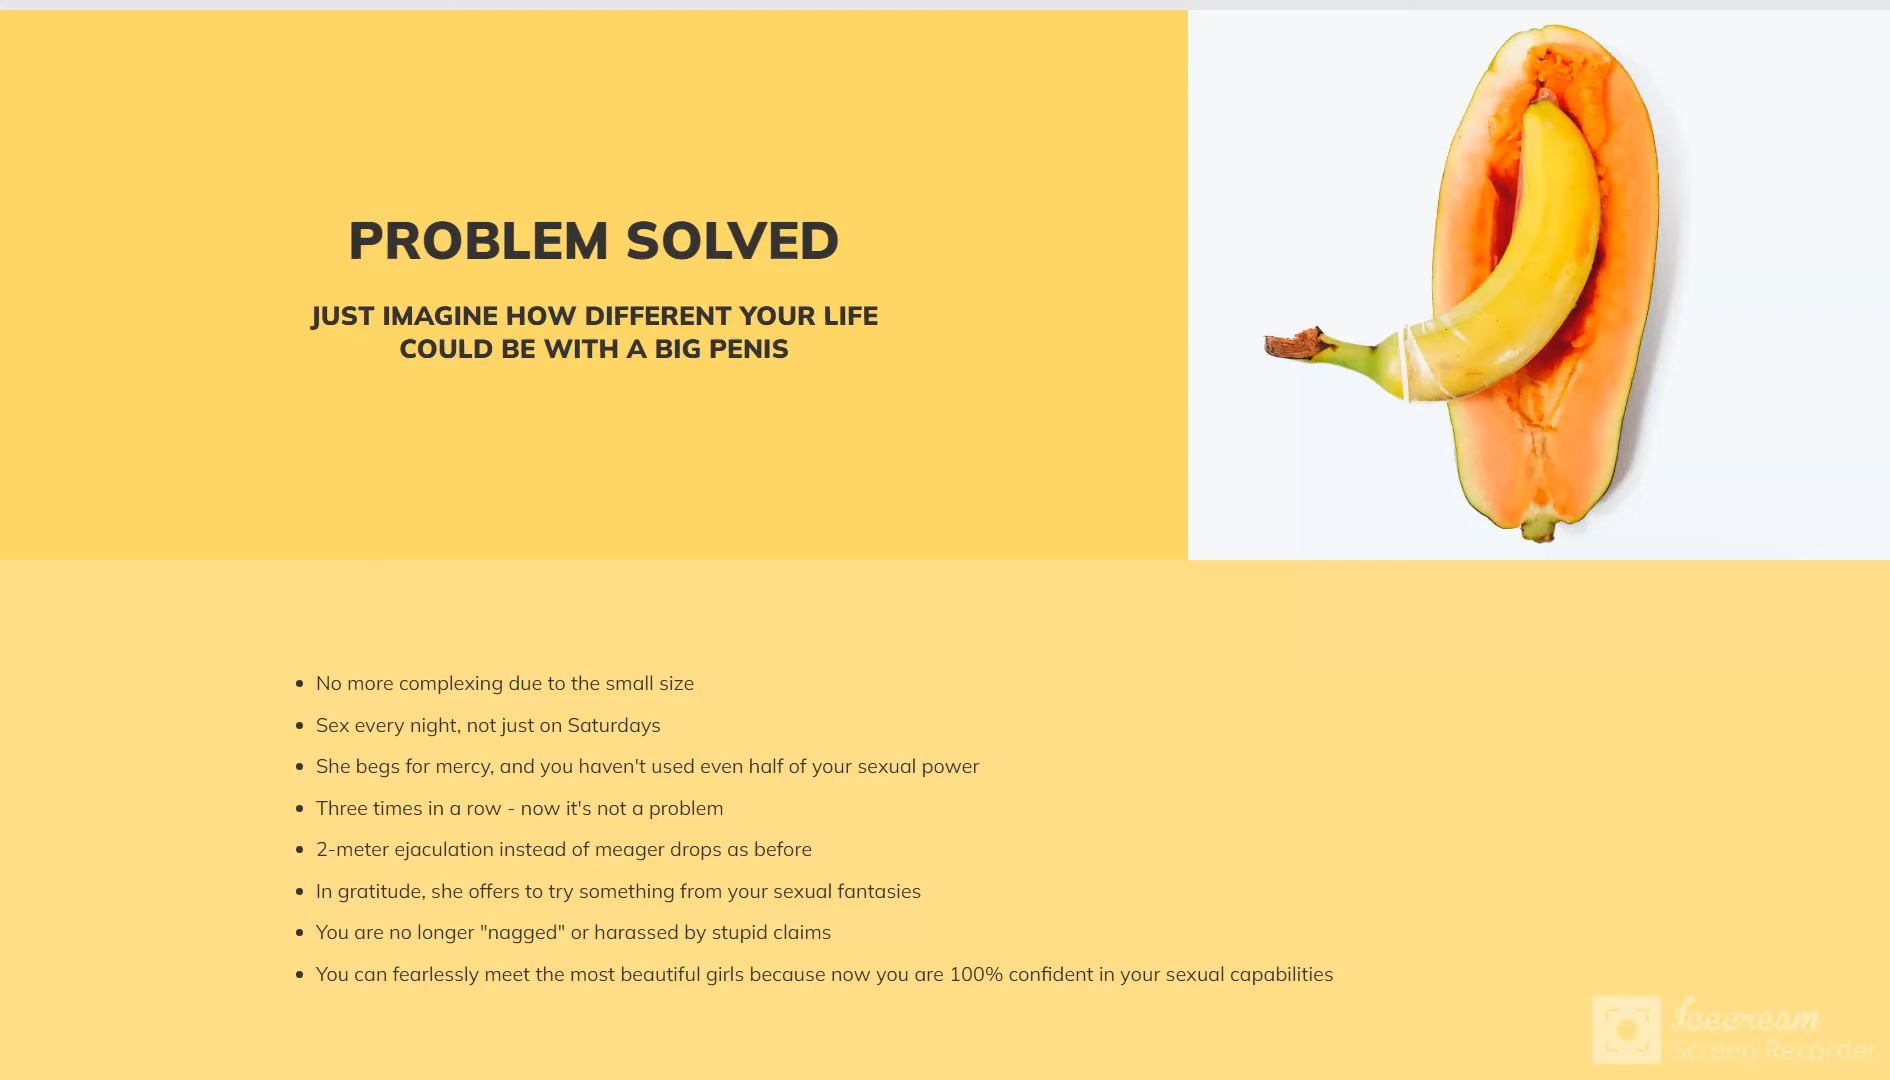 PROBLEM SOLVED
JUST IMAGINE HOW DIFFERENT YOUR LIFE
COULD BE WITH A BIG PENIS
No more complexing due to the small size
Sex every night, not just on Saturdays
She begs for mercy, and you haven't used even half of your sexual power
Three times in a row - now it's not a problem
2-meter ejaculation instead of meager drops as before
In gratitude, she offers to try something from your sexual fantasies
You are no longer "nagged" or harassed by stupid claims
You can fearlessly meet the most beautiful girls because now you are 100% confident in your sexual capabilities
Icecream
Screen Recorder